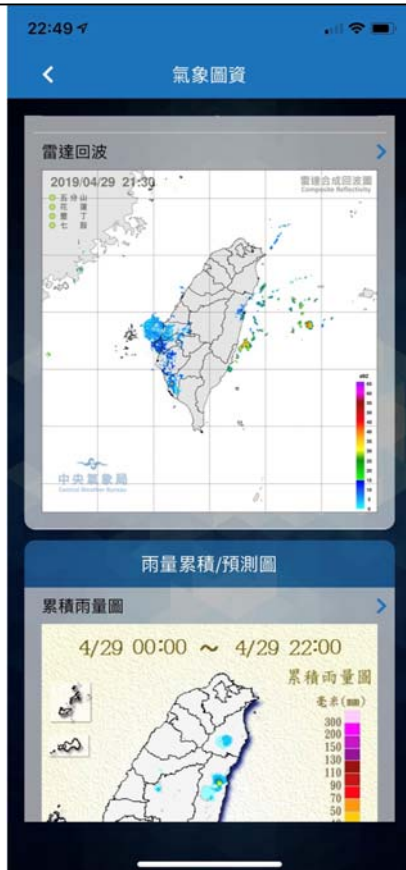 22:49
氣象圖資
雷達回波
2019/04/29 21:30
雷達合成回波圖
Composite Reflectivity
五分山
花 蓮
墾 丁
七 股
dBZ
中央氣象局
Central Weather Bureau
雨量累積/預測圖
累積雨量圖
4/29 00:00 ～ 4/29 22:00
累積雨量圖
毫米(mm)
300
200
150
130
110
90
70
50